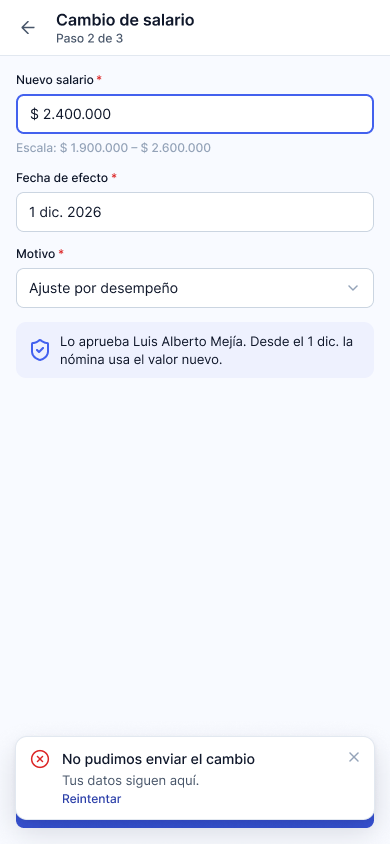 Cambio de salario
Paso 2 de 3
Nuevo salario *
$ 2.400.000
Escala: $ 1.900.000 – $ 2.600.000
Fecha de efecto *
1 dic. 2026
Motivo *
Ajuste por desempeño
Lo aprueba Luis Alberto Mejía. Desde el 1 dic. la
nómina usa el valor nuevo.
No pudimos enviar el cambio
Tus datos siguen aquí.
Reintentar